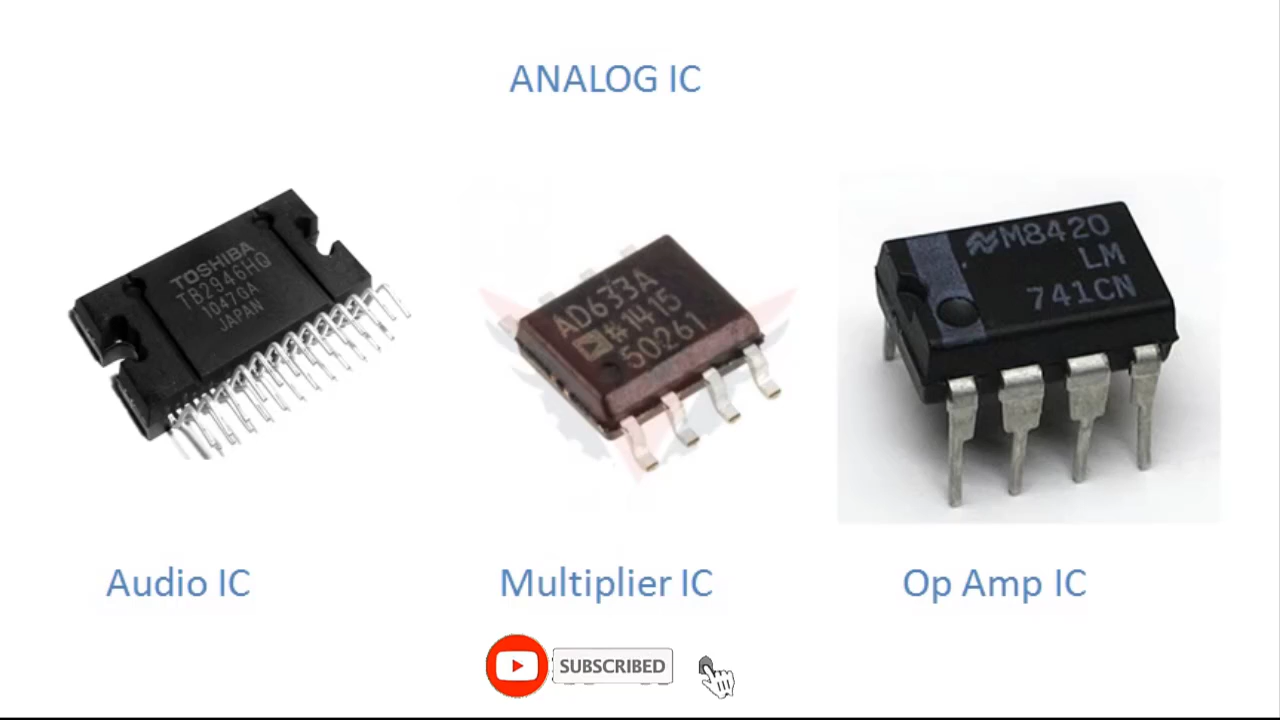 ANALOG IC
TOSHIBA
TB2946HQ
1047GA
JAPAN
AD633A
#1415
50261
M8420
LM
741CN
Audio IC
Multiplier IC
Op Amp IC
SUBSCRIBED